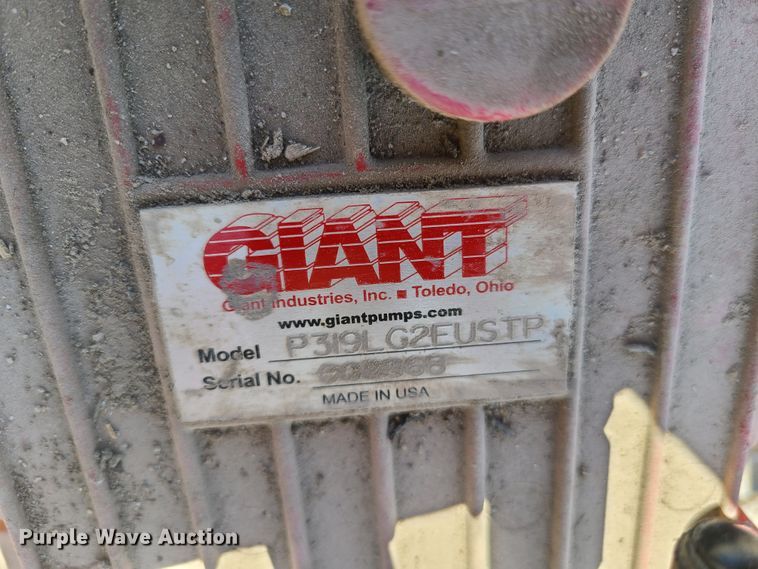 GIANT
Giant Industries, Inc. ■ Toledo, Ohio
www.giantpumps.com
Model P319LG2EUSTP
Serial No.
MADE IN USA
Purple Wave Auction